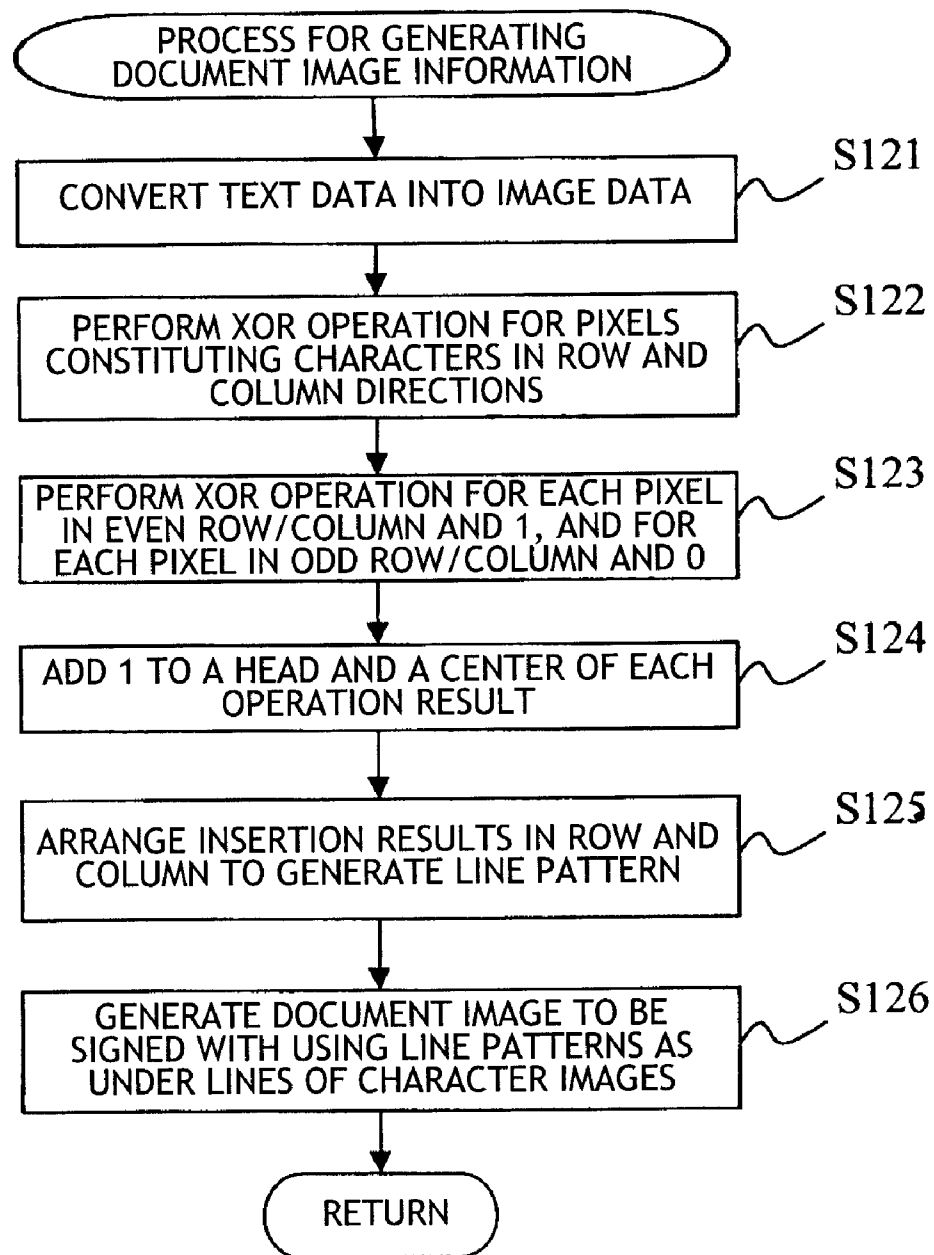 PROCESS FOR GENERATING
DOCUMENT IMAGE INFORMATION
S121
CONVERT TEXT DATA INTO IMAGE DATA
S122
PERFORM XOR OPERATION FOR PIXELS
CONSTITUTING CHARACTERS IN ROW AND
COLUMN DIRECTIONS
S123
PERFORM XOR OPERATION FOR EACH PIXEL
IN EVEN ROW/COLUMN AND 1, AND FOR
EACH PIXEL IN ODD ROW/COLUMN AND 0
S124
ADD 1 TO A HEAD AND A CENTER OF EACH
OPERATION RESULT
S125
ARRANGE INSERTION RESULTS IN ROW AND
COLUMN TO GENERATE LINE PATTERN
S126
GENERATE DOCUMENT IMAGE TO BE
SIGNED WITH USING LINE PATTERNS AS
UNDER LINES OF CHARACTER IMAGES
RETURN